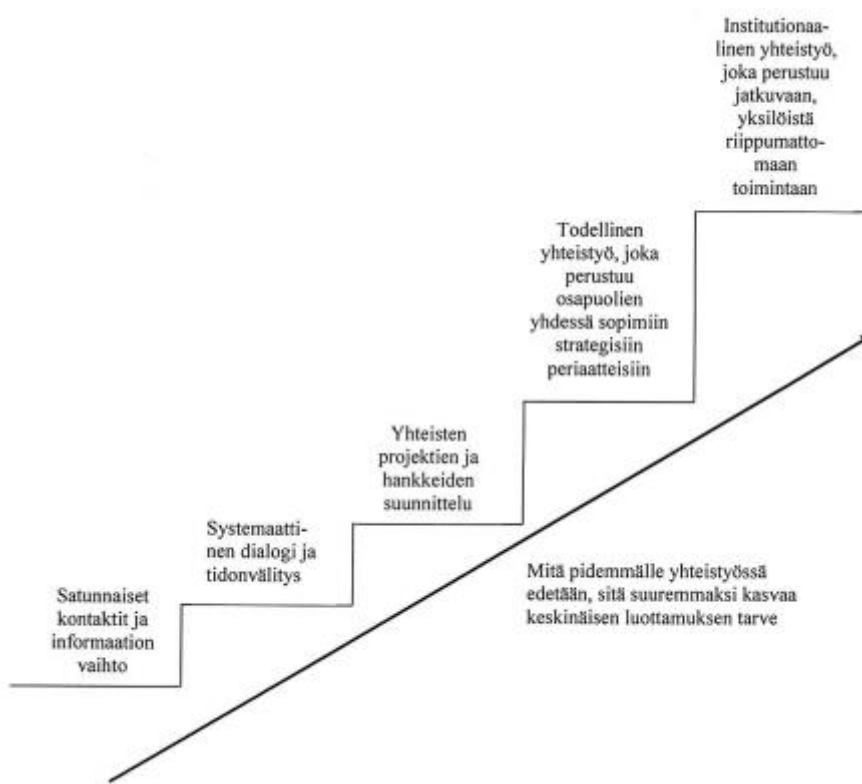 Institutionaa-
linen yhteistyö,
joka perustuu
jatkuvaan,
yksilöistä
riippumatto-
maan
toimintaan
Todellinen
yhteistyö, joka
perustuu
osapuolien
yhdessä sopimiin
strategisiin
periaatteisiin
Yhteisten
projektien ja
hankkeiden
suunnittelu
Systemaatti-
nen dialogi ja
tidonvälitys
Satunnaiset
kontaktit ja
informaation
vaihto
Mitä pidemmälle yhteistyössä
edetään, sitä suuremmaksi kasvaa
keskinäisen luottamuksen tarve